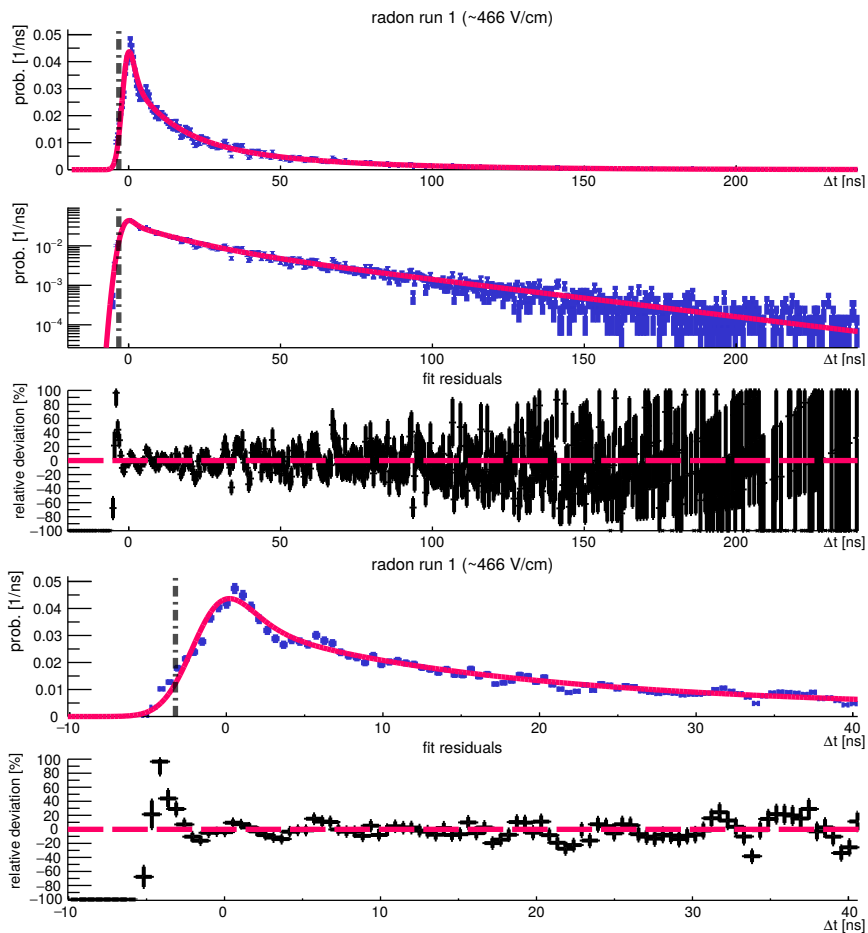 radon run 1 (~466 V/cm)
prob. [1/ns]
0.05
0.04
0.03
0.02
0.01
0
0 50 100 150 200
Δt [ns]
prob. [1/ns]
10⁻²
10⁻³
10⁻⁴
0 50 100 150 200
Δt [ns]
fit residuals
relative deviation [%]
100
80
60
40
20
0
−20
−40
−60
−80
−100
0 50 100 150 200
Δt [ns]
radon run 1 (~466 V/cm)
prob. [1/ns]
0.05
0.04
0.03
0.02
0.01
0
−10 0 10 20 30 40
Δt [ns]
fit residuals
relative deviation [%]
100
80
60
40
20
0
−20
−40
−60
−80
−100
−10 0 10 20 30 40
Δt [ns]